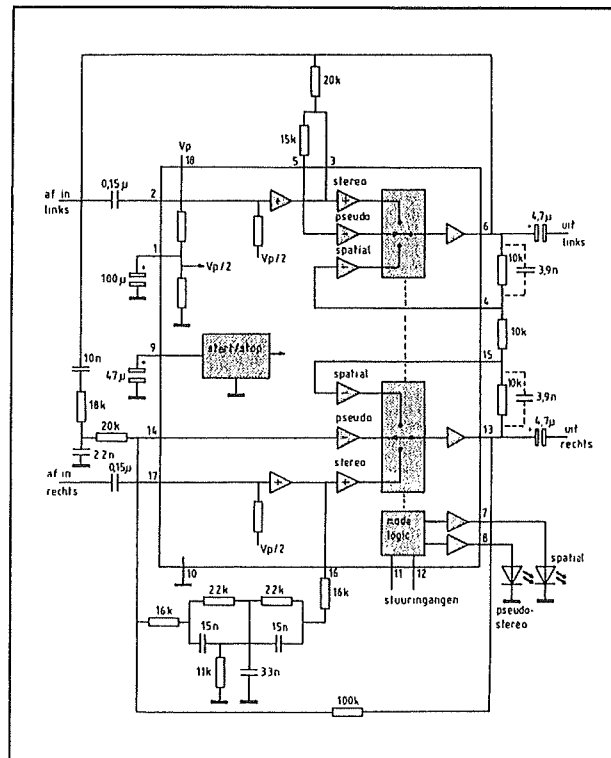 20k
15k
Vp
18
5
3
af in
links
0,15µ
2
stereo
pseudo
spatial
6
4,7µ
uit
links
Vp/2
1
Vp/2
100µ
10k
3,9n
4
10k
9
start/stop
47µ
15
10n
18k
20k
14
22n
spatial
pseudo
stereo
10k
3,9n
13
4,7µ
uit
rechts
af in
rechts
0,15µ
17
Vp/2
mode
logic
7
8
spatial
pseudo-
stereo
10
16
11
12
stuuringangen
16k
22k
22k
16k
15n
15n
11k
33n
100k